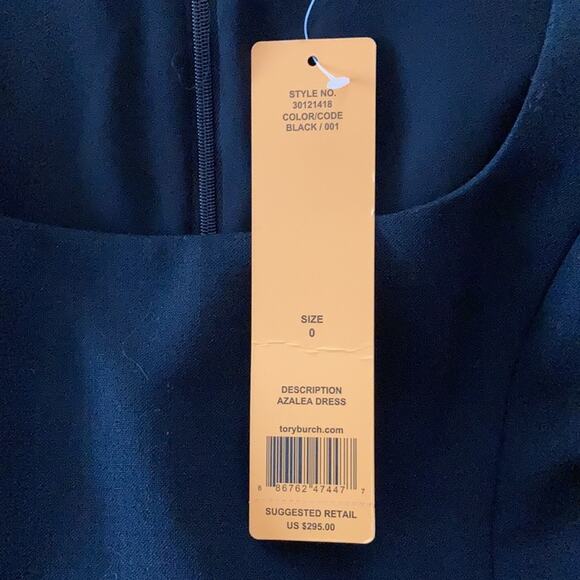 STYLE NO.
30121418
COLOR/CODE
BLACK / 001
SIZE
0
DESCRIPTION
AZALEA DRESS
toryburch.com
6 86762 47447 7
SUGGESTED RETAIL
US $295.00